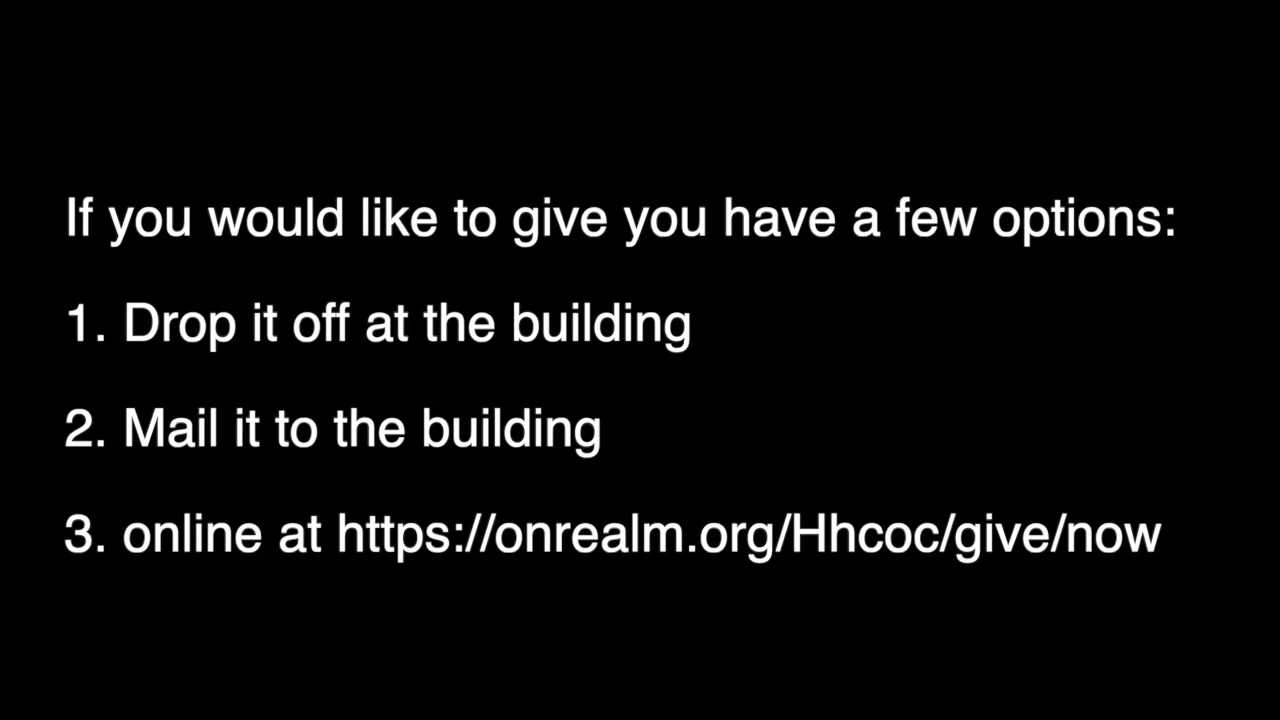 If you would like to give you have a few options:
1. Drop it off at the building
2. Mail it to the building
3. online at https://onrealm.org/Hhcoc/give/now